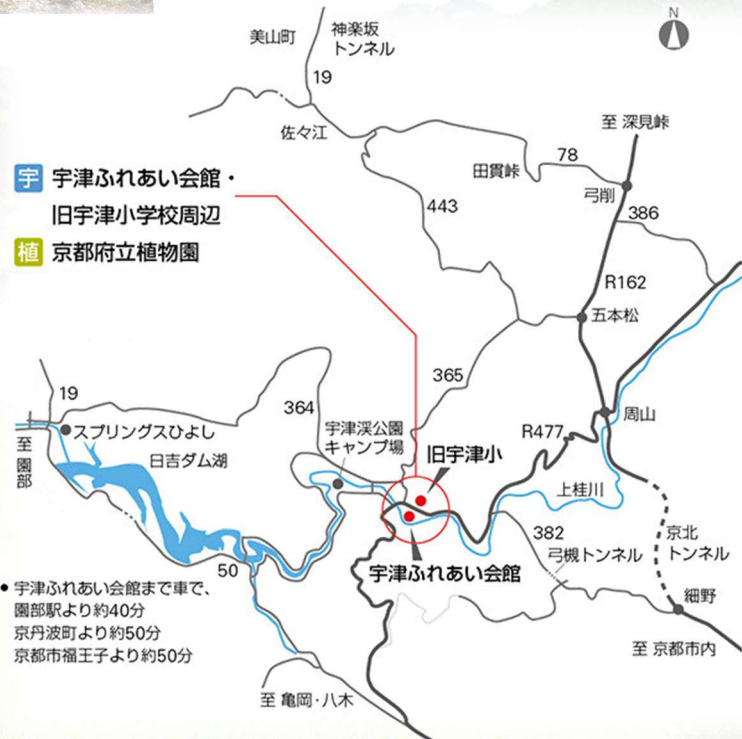 N
美山町
神楽坂
トンネル
19
佐々江
至 深見峠
78
田貫峠
弓削
宇 宇津ふれあい会館・
旧宇津小学校周辺
植 京都府立植物園
443
386
R162
五本松
19
365
364
スプリングスひよし
至 園部
日吉ダム湖
宇津渓公園
キャンプ場
R477
周山
旧宇津小
上桂川
382
弓槻トンネル
京北
トンネル
50
宇津ふれあい会館
細野
至 京都市内
● 宇津ふれあい会館まで車で、
園部駅より約40分
京丹波町より約50分
京都市福王子より約50分
至 亀岡・八木